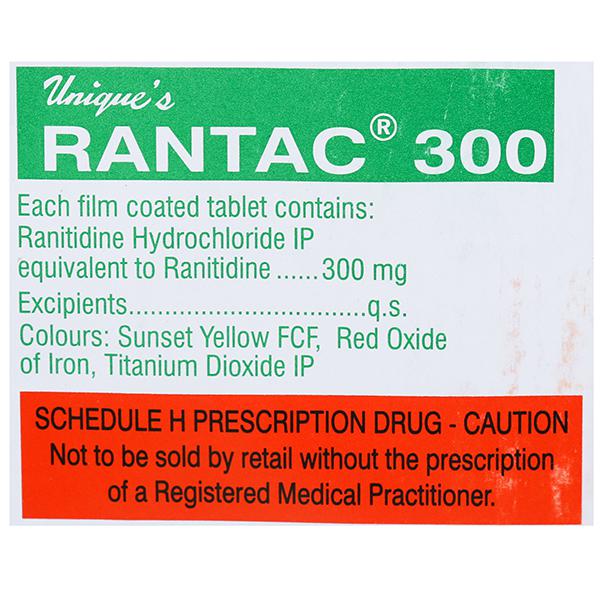 Unique's
RANTAC® 300
Each film coated tablet contains:
Ranitidine Hydrochloride IP
equivalent to Ranitidine ...... 300 mg
Excipients.................................q.s.
Colours: Sunset Yellow FCF, Red Oxide
of Iron, Titanium Dioxide IP
SCHEDULE H PRESCRIPTION DRUG - CAUTION
Not to be sold by retail without the prescription
of a Registered Medical Practitioner.